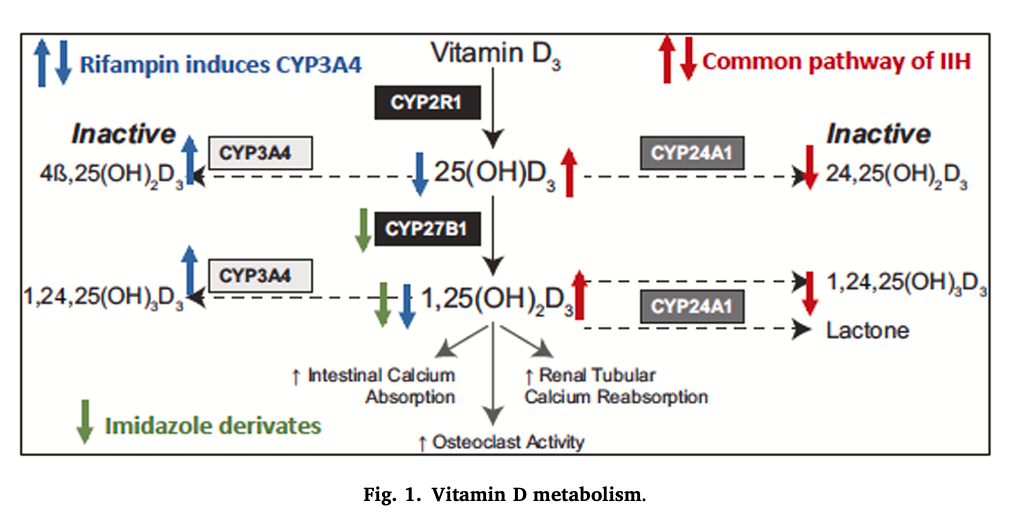 Rifampin induces CYP3A4
Vitamin D₃
Common pathway of IIH
CYP2R1
Inactive
Inactive
CYP3A4
CYP24A1
4ß,25(OH)₂D₃
25(OH)D₃
24,25(OH)₂D₃
CYP27B1
CYP3A4
1,24,25(OH)₃D₃
1,25(OH)₂D₃
1,24,25(OH)₃D₃
CYP24A1
Lactone
↑ Intestinal Calcium
Absorption
↑ Renal Tubular
Calcium Reabsorption
↑ Osteoclast Activity
Imidazole derivates
Fig. 1. Vitamin D metabolism.